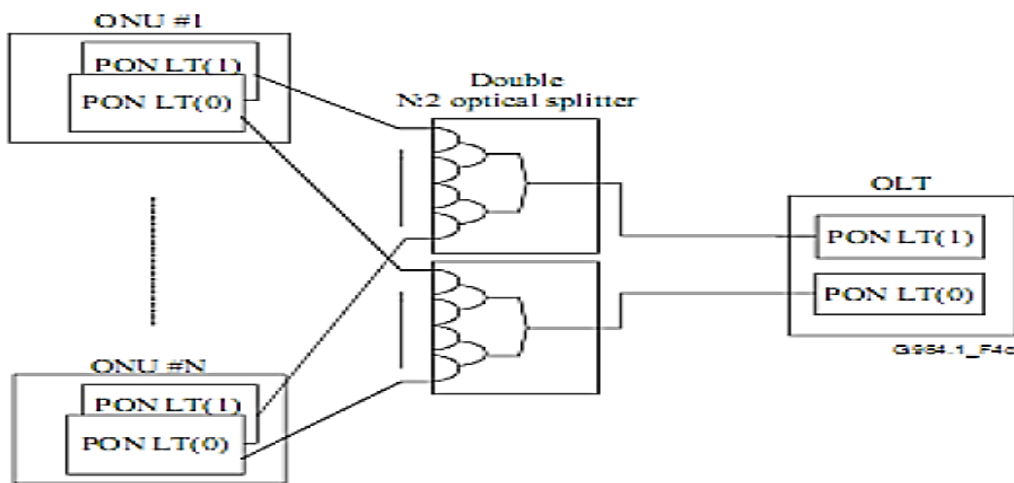 ONU #1
PON LT(1)
PON LT(0)
Double
N:2 optical splitter
OLT
PON LT(1)
PON LT(0)
G984.1_F4c
ONU #N
PON LT(1)
PON LT(0)